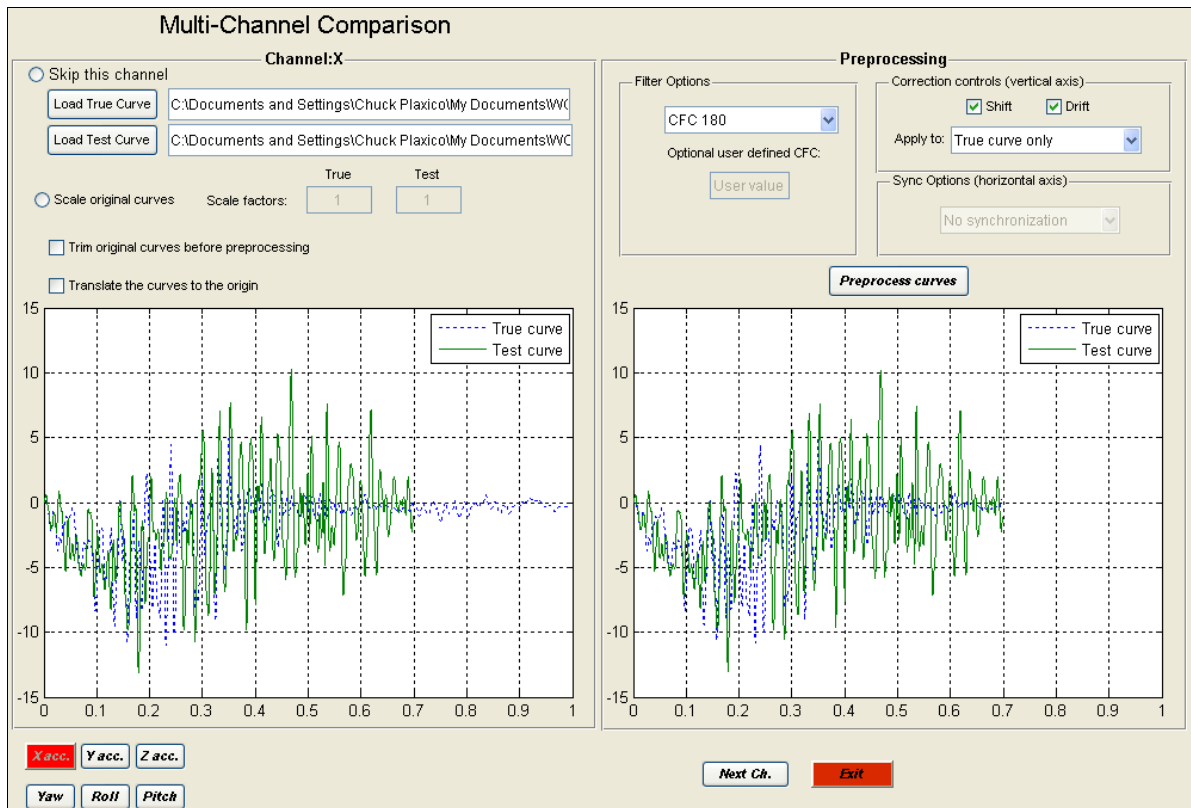 Multi-Channel Comparison
Channel:X
Skip this channel
Load True Curve C:\Documents and Settings\Chuck Plaxico\My Documents\WC
Load Test Curve C:\Documents and Settings\Chuck Plaxico\My Documents\WC
True Test
Scale original curves Scale factors: 1 1
Trim original curves before preprocessing
Translate the curves to the origin
15
10
5
0
-5
-10
-15
0 0.1 0.2 0.3 0.4 0.5 0.6 0.7 0.8 0.9 1
True curve
Test curve
Preprocessing
Filter Options
CFC 180
Optional user defined CFC:
User value
Correction controls (vertical axis)
Shift Drift
Apply to: True curve only
Sync Options (horizontal axis)
No synchronization
Preprocess curves
15
10
5
0
-5
-10
-15
0 0.1 0.2 0.3 0.4 0.5 0.6 0.7 0.8 0.9 1
True curve
Test curve
X acc. Y acc. Z acc.
Yaw Roll Pitch
Next Ch. Exit